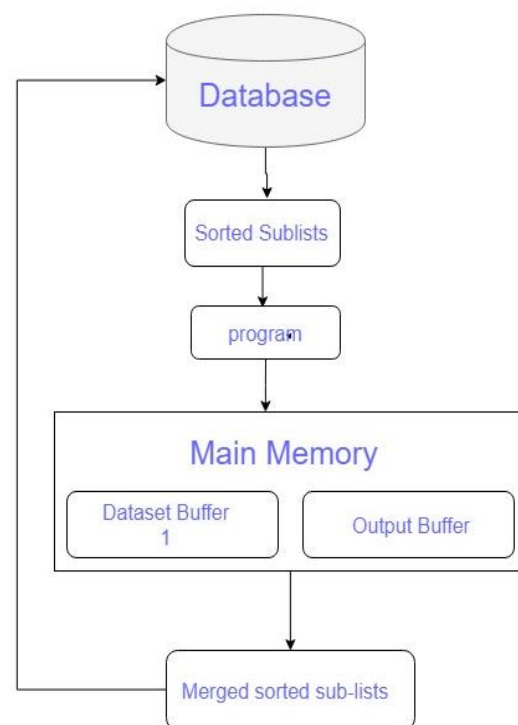 Database
Sorted Sublists
program
Main Memory
Dataset Buffer
1
Output Buffer
Merged sorted sub-lists